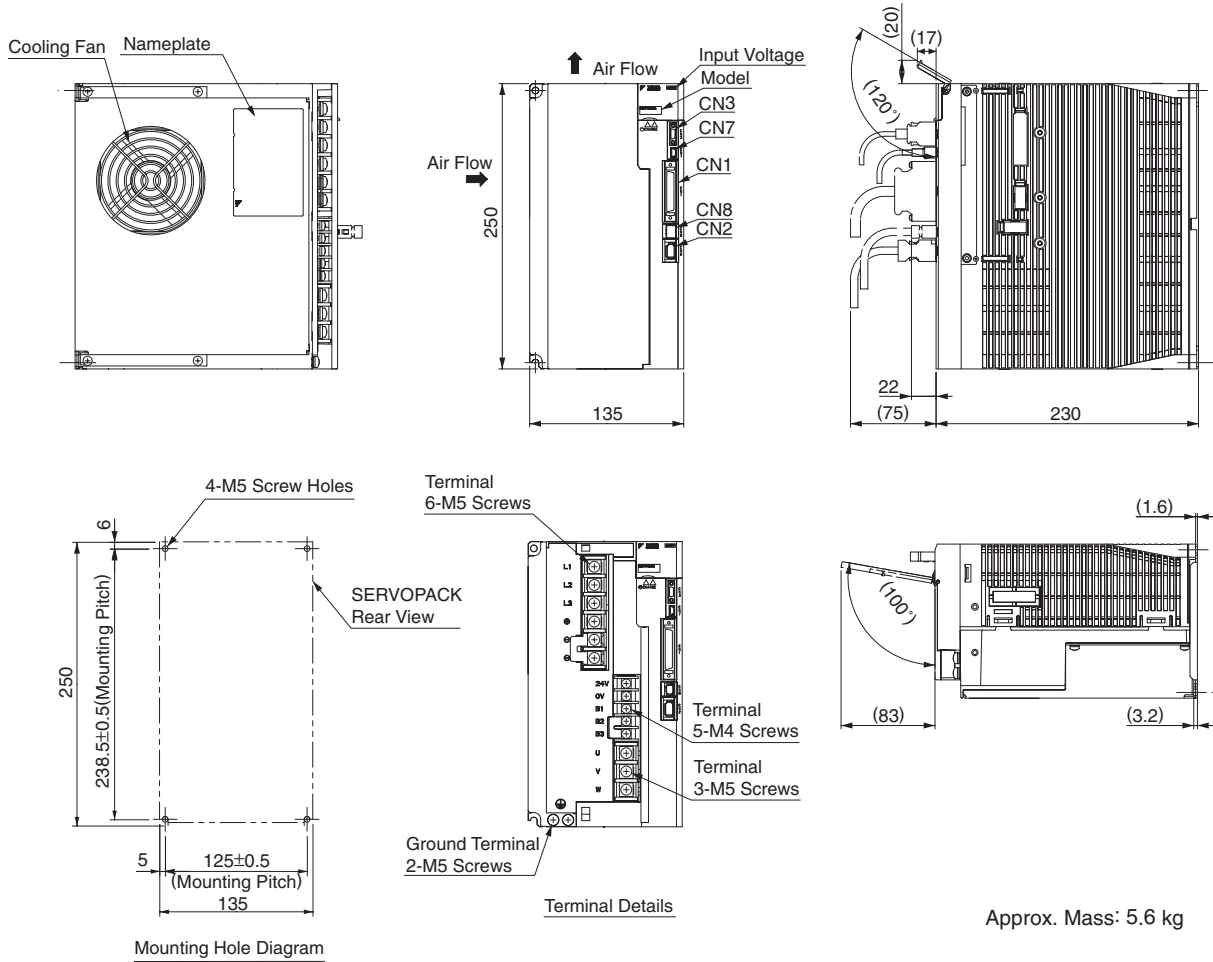 Cooling Fan
Nameplate
Air Flow
Input Voltage
Model
CN3
CN7
CN1
CN8
CN2
Air Flow
250
135
(20)
(17)
(120°)
22
(75)
230
4-M5 Screw Holes
6
250
238.5±0.5(Mounting Pitch)
SERVOPACK
Rear View
5
125±0.5
(Mounting Pitch)
135
Mounting Hole Diagram
Terminal
6-M5 Screws
L1
L2
L3
24V
0V
B1
B2
B3
U
V
W
Terminal
5-M4 Screws
Terminal
3-M5 Screws
Ground Terminal
2-M5 Screws
Terminal Details
(1.6)
(100°)
(83)
(3.2)
Approx. Mass: 5.6 kg